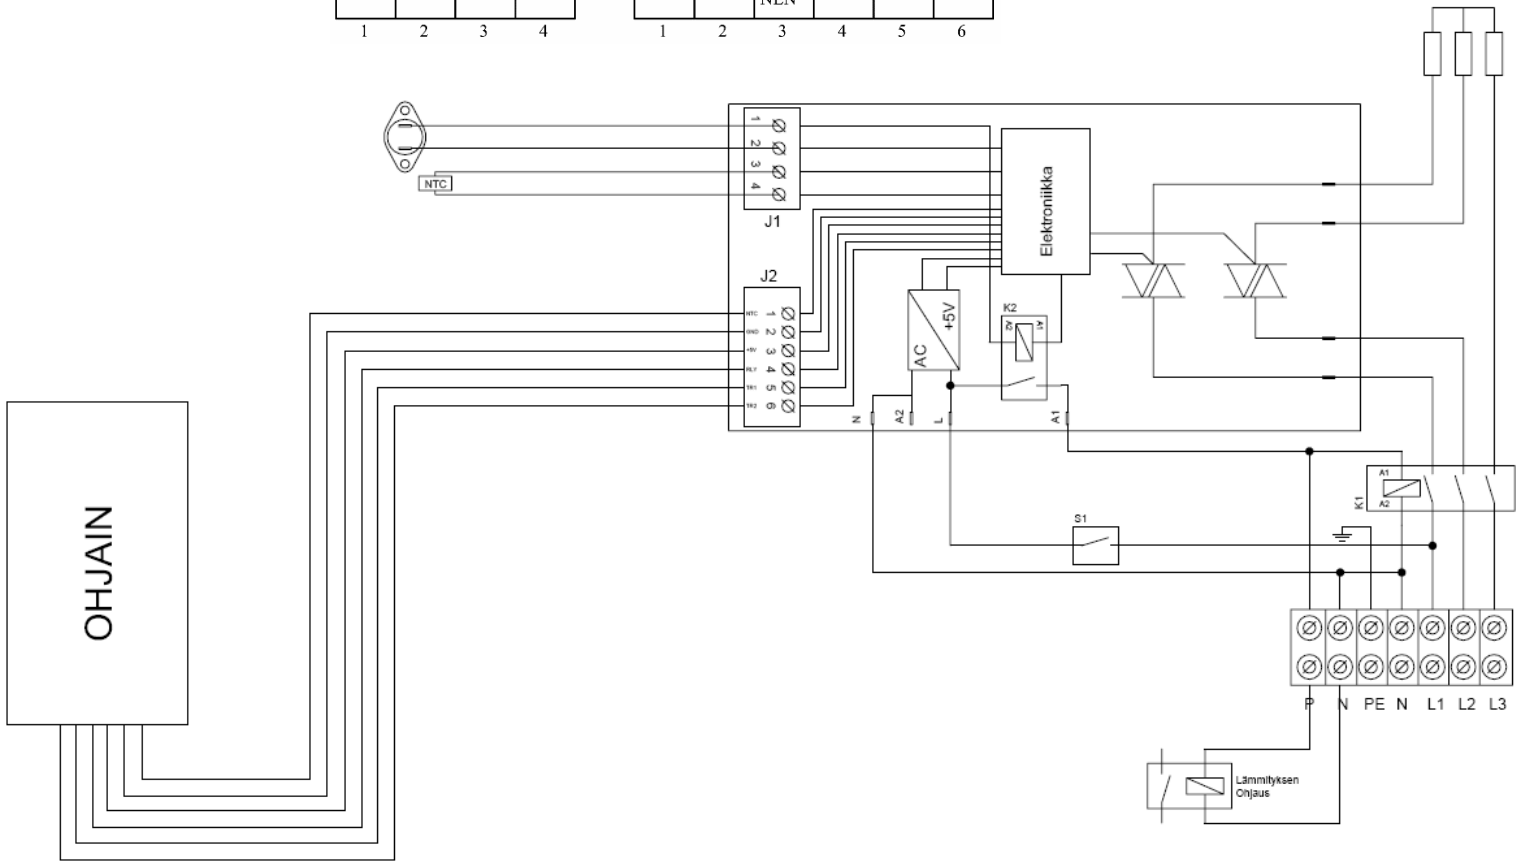 NEN
1 2 3 4
1 2 3 4 5 6
1
2
3
4
NTC
J1
Elektroniikka
J2
NTC 1
GND 2
+5V 3
RLY 4
TR1 5
TR2 6
AC +5V
K2
A2 A1
N
A2
L
A1
A1
A2
K1
S1
OHJAIN
P N PE N L1 L2 L3
Lämmityksen
Ohjaus